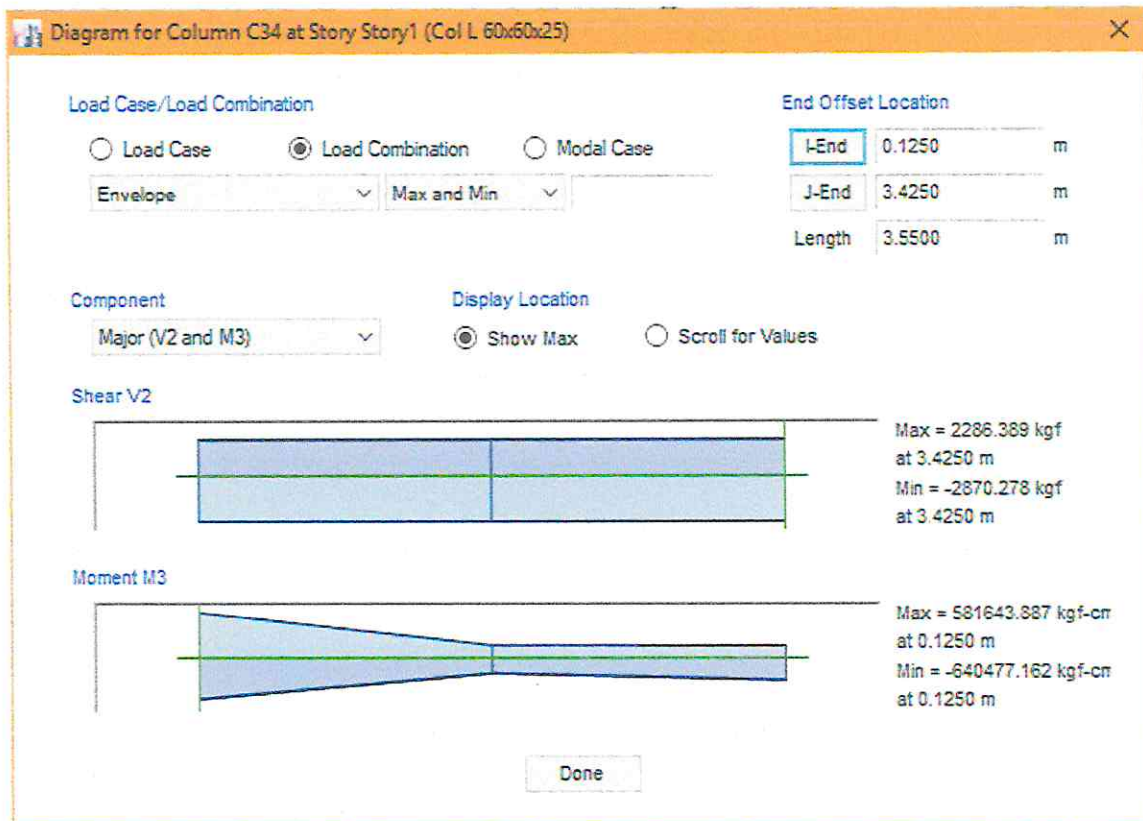 Diagram for Column C34 at Story Story1 (Col L 60x60x25)
Load Case/Load Combination
Load Case
Load Combination
Modal Case
Envelope
Max and Min
End Offset Location
I-End 0.1250 m
J-End 3.4250 m
Length 3.5500 m
Component
Major (V2 and M3)
Display Location
Show Max
Scroll for Values
Shear V2
Max = 2286.389 kgf
at 3.4250 m
Min = -2870.278 kgf
at 3.4250 m
Moment M3
Max = 581643.887 kgf-cm
at 0.1250 m
Min = -640477.162 kgf-cm
at 0.1250 m
Done